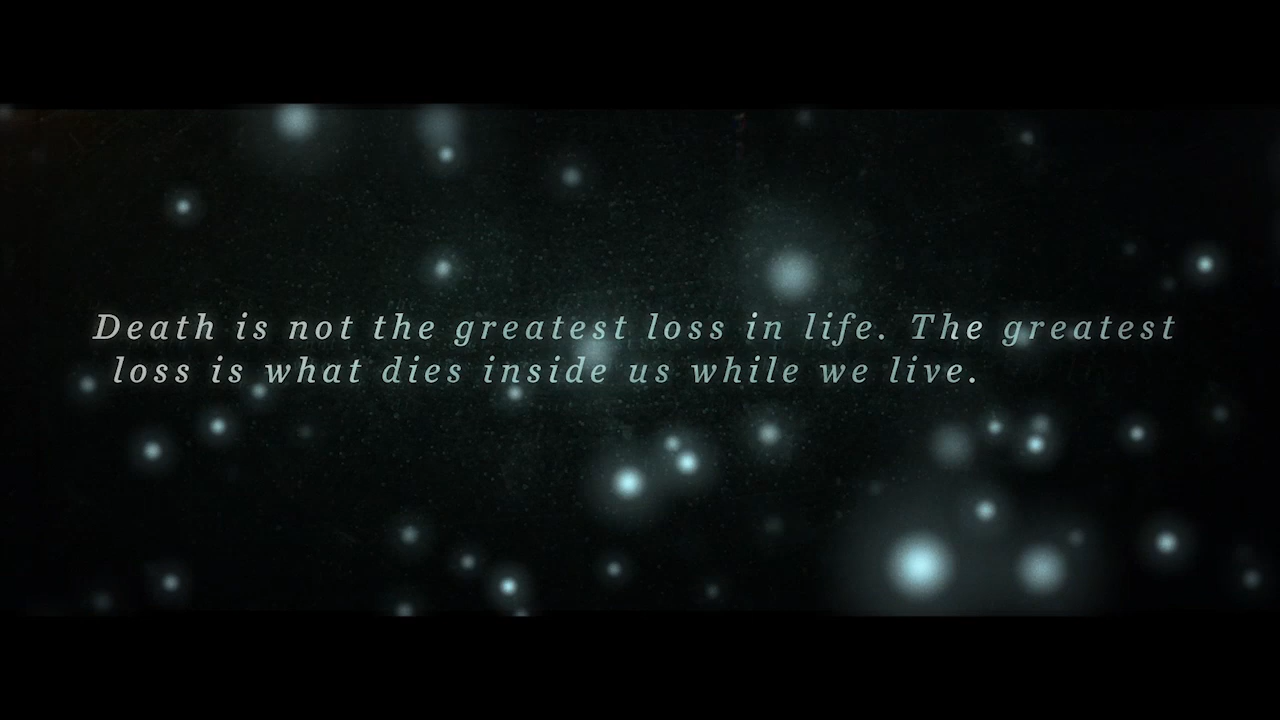 Death is not the greatest loss in life. The greatest
loss is what dies inside us while we live.